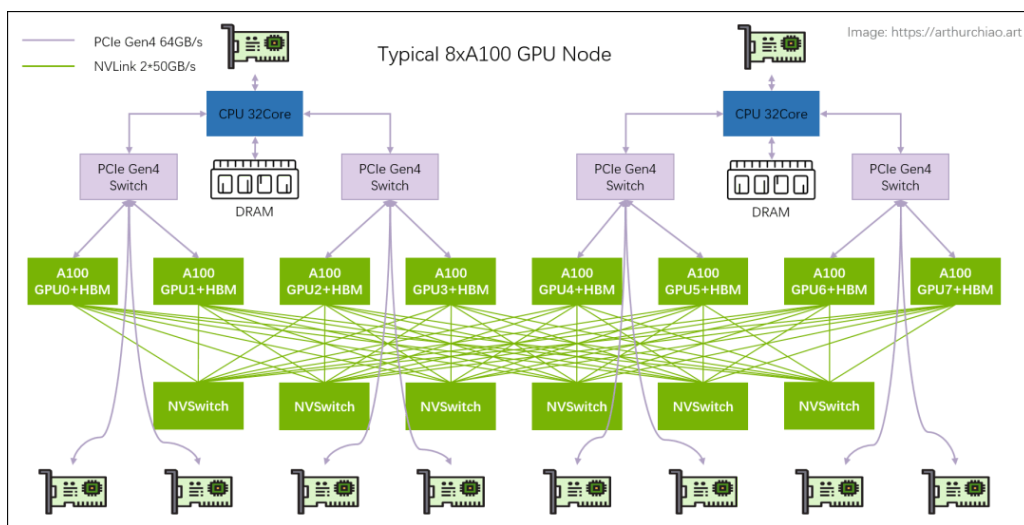 PCIe Gen4 64GB/s
NVLink 2*50GB/s
Typical 8xA100 GPU Node
Image: https://arthurchiao.art
CPU 32Core
CPU 32Core
PCIe Gen4
Switch
DRAM
PCIe Gen4
Switch
PCIe Gen4
Switch
DRAM
PCIe Gen4
Switch
A100
GPU0+HBM
A100
GPU1+HBM
A100
GPU2+HBM
A100
GPU3+HBM
A100
GPU4+HBM
A100
GPU5+HBM
A100
GPU6+HBM
A100
GPU7+HBM
NVSwitch
NVSwitch
NVSwitch
NVSwitch
NVSwitch
NVSwitch